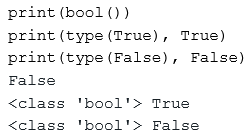 print(bool())
print(type(True), True)
print(type(False), False)
False
<class 'bool'> True
<class 'bool'> False